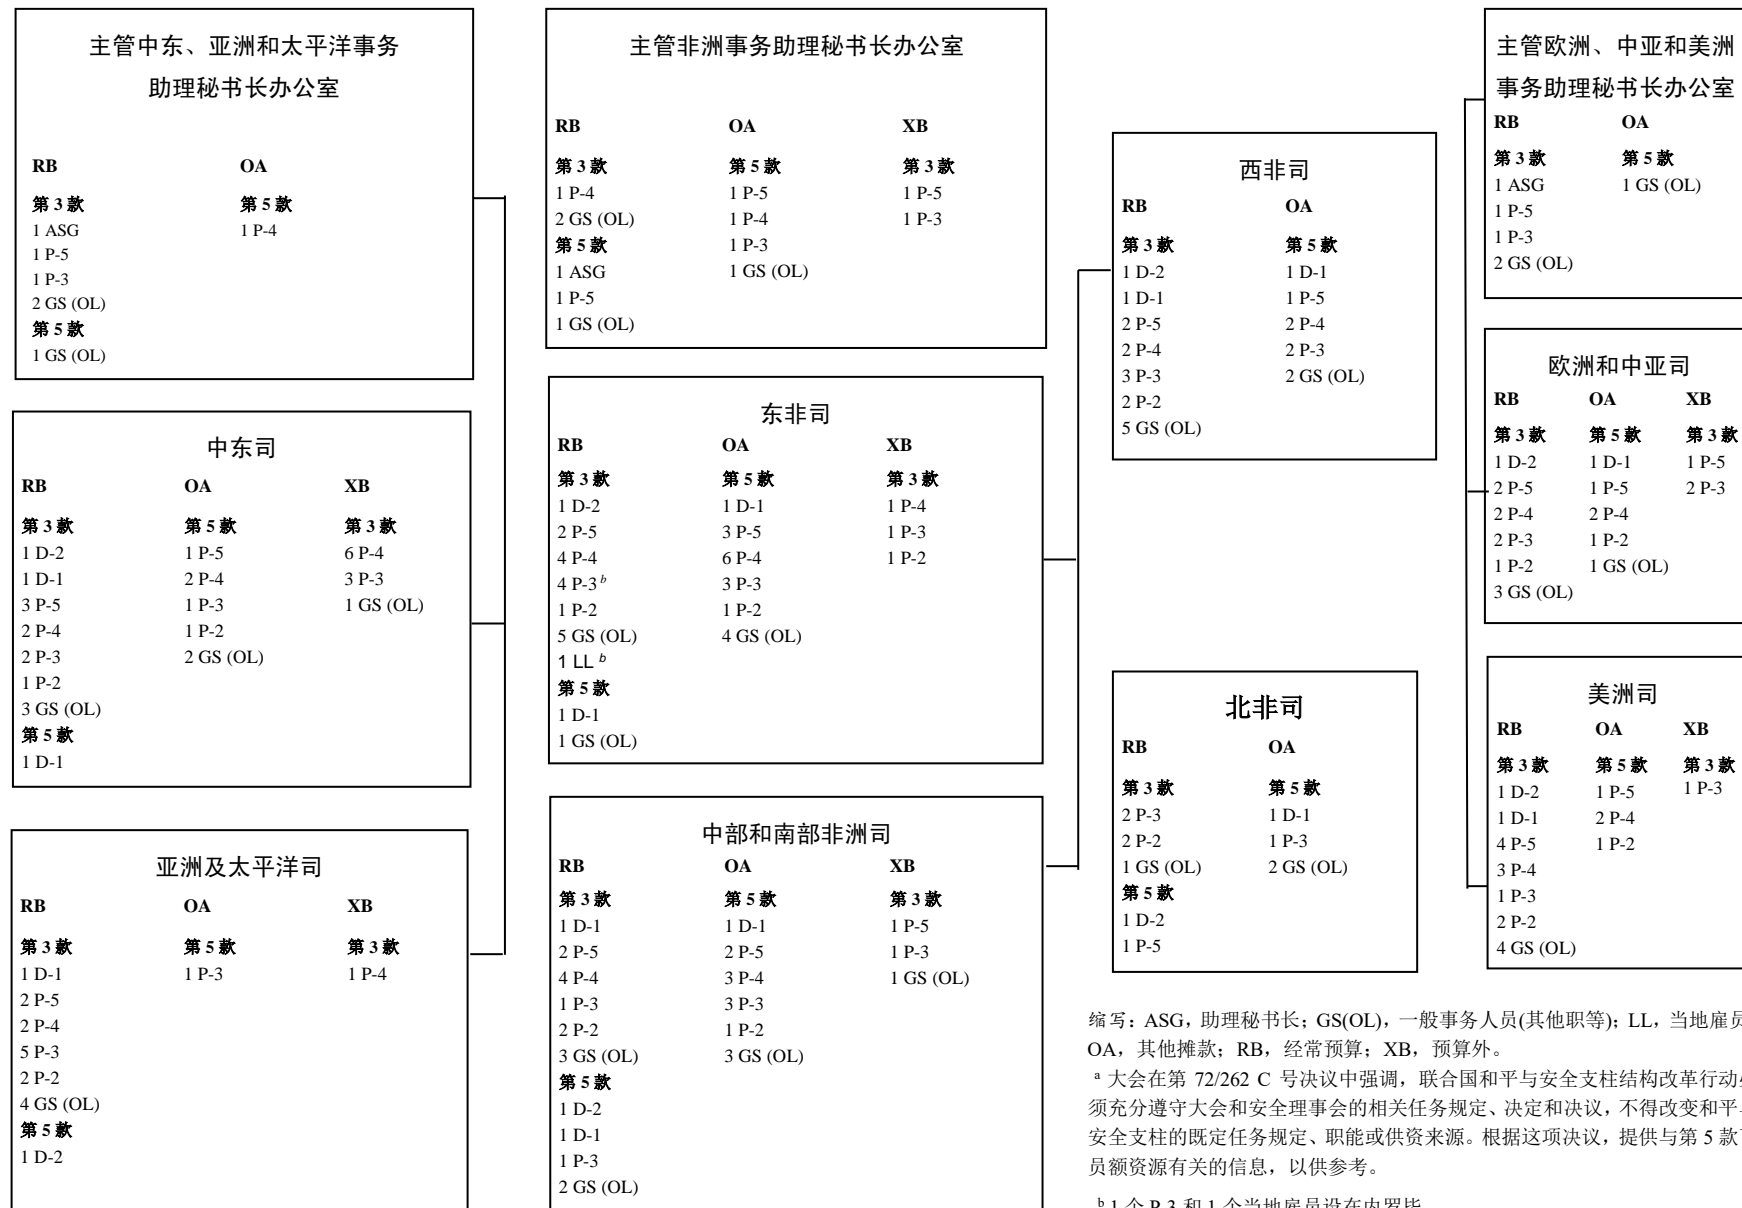 主管中东、亚洲和太平洋事务
助理秘书长办公室
RB OA
第 3 款 第 5 款
1 ASG 1 P-4
1 P-5
1 P-3
2 GS (OL)
第 5 款
1 GS (OL)
中东司
RB OA XB
第 3 款 第 5 款 第 3 款
1 D-2 1 P-5 6 P-4
1 D-1 2 P-4 3 P-3
3 P-5 1 P-3 1 GS (OL)
2 P-4 1 P-2
2 P-3 2 GS (OL)
1 P-2
3 GS (OL)
第 5 款
1 D-1
亚洲及太平洋司
RB OA XB
第 3 款 第 5 款 第 3 款
1 D-1 1 P-3 1 P-4
2 P-5
2 P-4
5 P-3
2 P-2
4 GS (OL)
第 5 款
1 D-2
主管非洲事务助理秘书长办公室
RB OA XB
第 3 款 第 5 款 第 3 款
1 P-4 1 P-5 1 P-5
2 GS (OL) 1 P-4 1 P-3
第 5 款 1 P-3
1 ASG 1 GS (OL)
1 P-5
1 GS (OL)
东非司
RB OA XB
第 3 款 第 5 款 第 3 款
1 D-2 1 D-1 1 P-4
2 P-5 3 P-5 1 P-3
4 P-4 6 P-4 1 P-2
4 P-3 b 3 P-3
1 P-2 1 P-2
5 GS (OL) 4 GS (OL)
1 LL b
第 5 款
1 D-1
1 GS (OL)
中部和南部非洲司
RB OA XB
第 3 款 第 5 款 第 3 款
1 D-1 1 D-1 1 P-5
2 P-5 2 P-5 1 P-3
4 P-4 3 P-4 1 GS (OL)
1 P-3 3 P-3
2 P-2 1 P-2
3 GS (OL) 3 GS (OL)
第 5 款
1 D-2
1 D-1
1 P-3
2 GS (OL)
西非司
RB OA
第 3 款 第 5 款
1 D-2 1 D-1
1 D-1 1 P-5
2 P-5 2 P-4
2 P-4 2 P-3
3 P-3 2 GS (OL)
2 P-2
5 GS (OL)
北非司
RB OA
第 3 款 第 5 款
2 P-3 1 D-1
2 P-2 1 P-3
1 GS (OL) 2 GS (OL)
第 5 款
1 D-2
1 P-5
主管欧洲、中亚和美洲
事务助理秘书长办公室
RB OA
第 3 款 第 5 款
1 ASG 1 GS (OL)
1 P-5
1 P-3
2 GS (OL)
欧洲和中亚司
RB OA XB
第 3 款 第 5 款 第 3 款
1 D-2 1 D-1 1 P-5
2 P-5 1 P-5 2 P-3
2 P-4 2 P-4
2 P-3 1 P-2
1 P-2 1 GS (OL)
3 GS (OL)
美洲司
RB OA XB
第 3 款 第 5 款 第 3 款
1 D-2 1 P-5 1 P-3
1 D-1 2 P-4
4 P-5 1 P-2
3 P-4
1 P-3
2 P-2
4 GS (OL)
缩写：ASG，助理秘书长；GS(OL)，一般事务人员(其他职等)；LL，当地雇员
OA，其他摊款；RB，经常预算；XB，预算外。
a 大会在第 72/262 C 号决议中强调，联合国和平与安全支柱结构改革行动
须充分遵守大会和安全理事会的相关任务规定、决定和决议，不得改变和平
安全支柱的既定任务规定、职能或供资来源。根据这项决议，提供与第 5 款
员额资源有关的信息，以供参考。
b 1 个 P-3 和 1 个当地雇员设在内罗毕